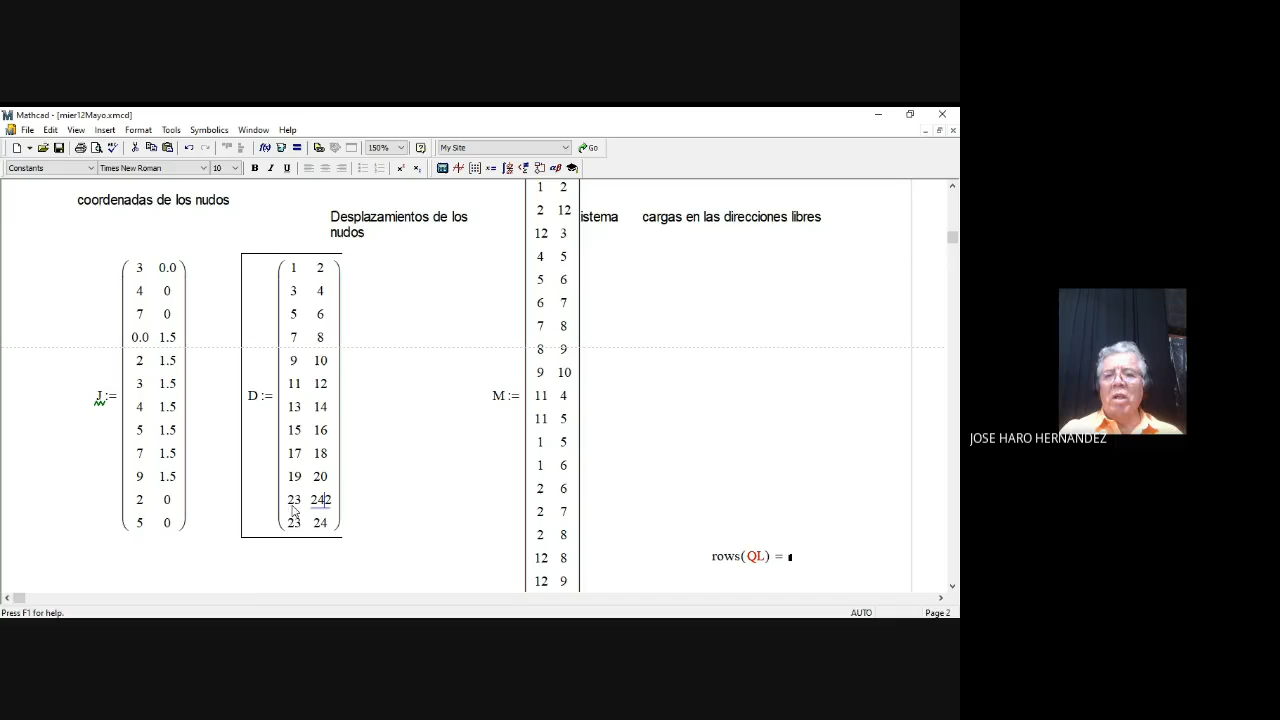 Mathcad - [mier12Mayo.xmcd]
File Edit View Insert Format Tools Symbolics Window Help
150% My Site Go
Constants Times New Roman 10 B I U
coordenadas de los nudos
Desplazamientos de los
nudos
istema
cargas en las direcciones libres
J :=
3 0.0
4 0
7 0
0.0 1.5
2 1.5
3 1.5
4 1.5
5 1.5
7 1.5
9 1.5
2 0
5 0
D :=
1 2
3 4
5 6
7 8
9 10
11 12
13 14
15 16
17 18
19 20
23 242
23 24
M :=
1 2
2 12
12 3
4 5
5 6
6 7
7 8
8 9
9 10
11 4
11 5
1 5
1 6
2 6
2 7
2 8
12 8
12 9
rows(QL) =
Press F1 for help.
AUTO
Page 2
JOSE HARO HERNANDEZ